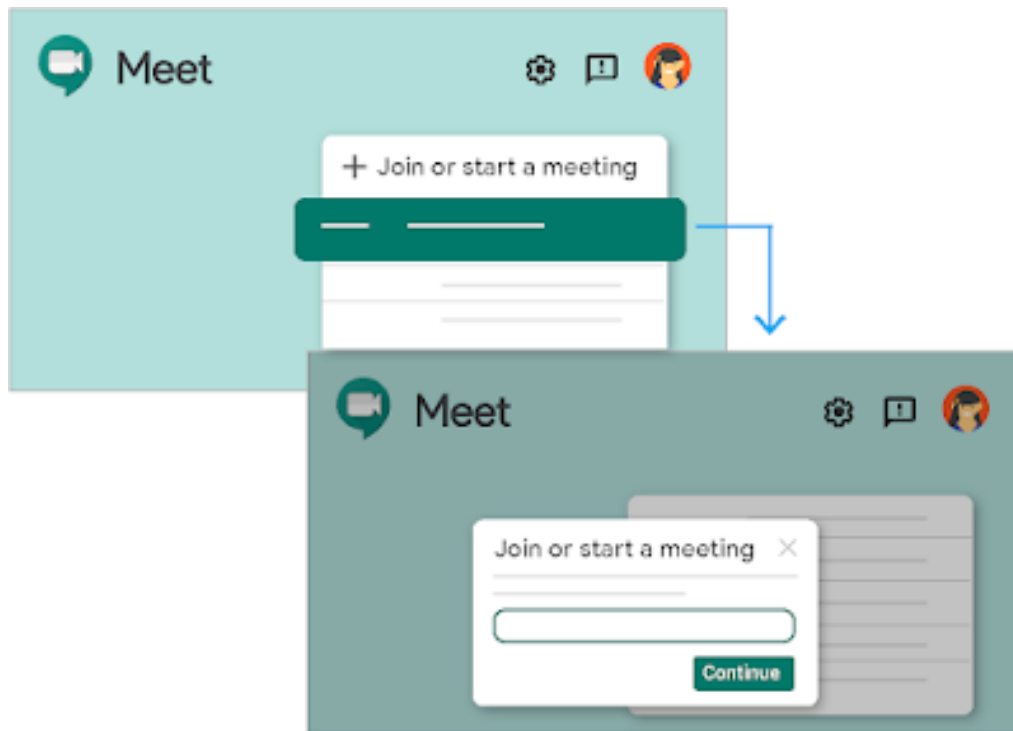 Meet
+ Join or start a meeting
Meet
Join or start a meeting
Continue